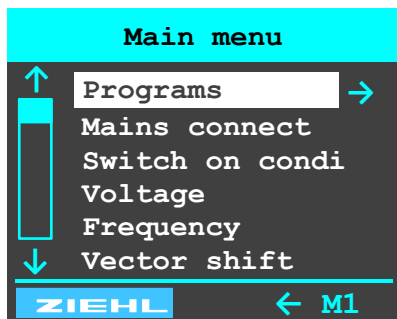 Main menu
Programs
Mains connect
Switch on condi
Voltage
Frequency
Vector shift
ZIEHL ← M1